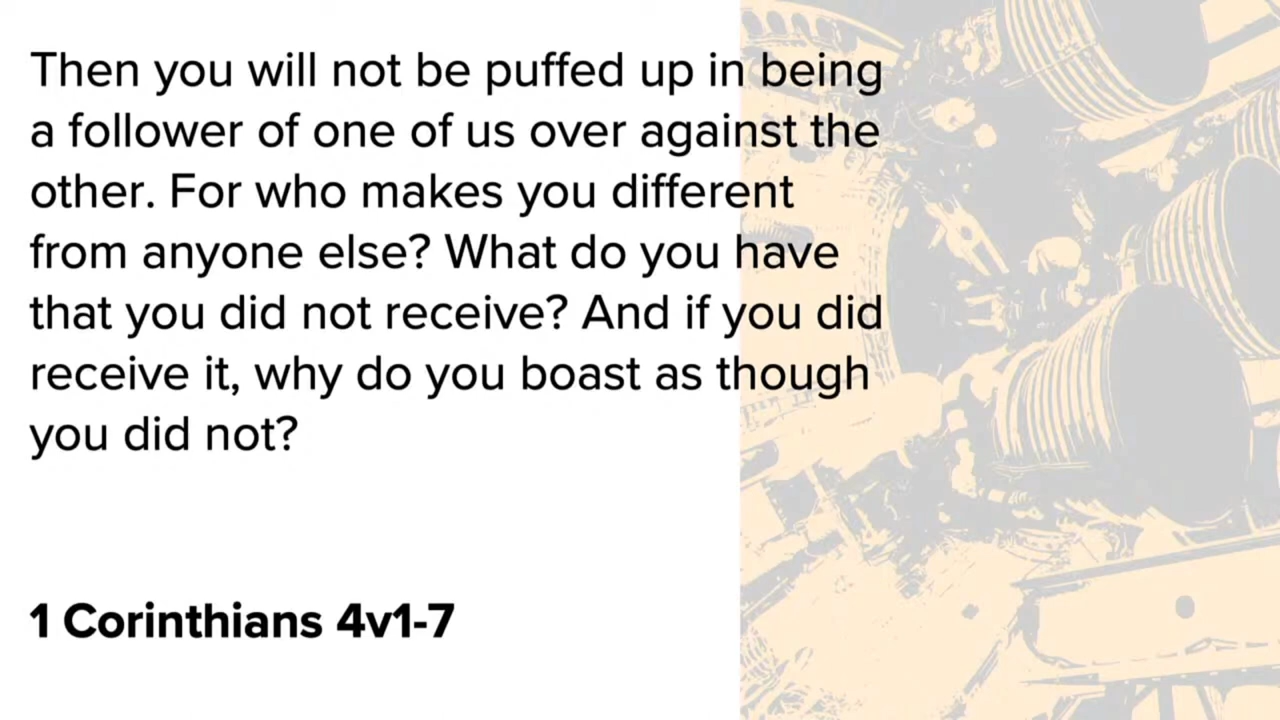 Then you will not be puffed up in being
a follower of one of us over against the
other. For who makes you different
from anyone else? What do you have
that you did not receive? And if you did
receive it, why do you boast as though
you did not?
1 Corinthians 4v1-7